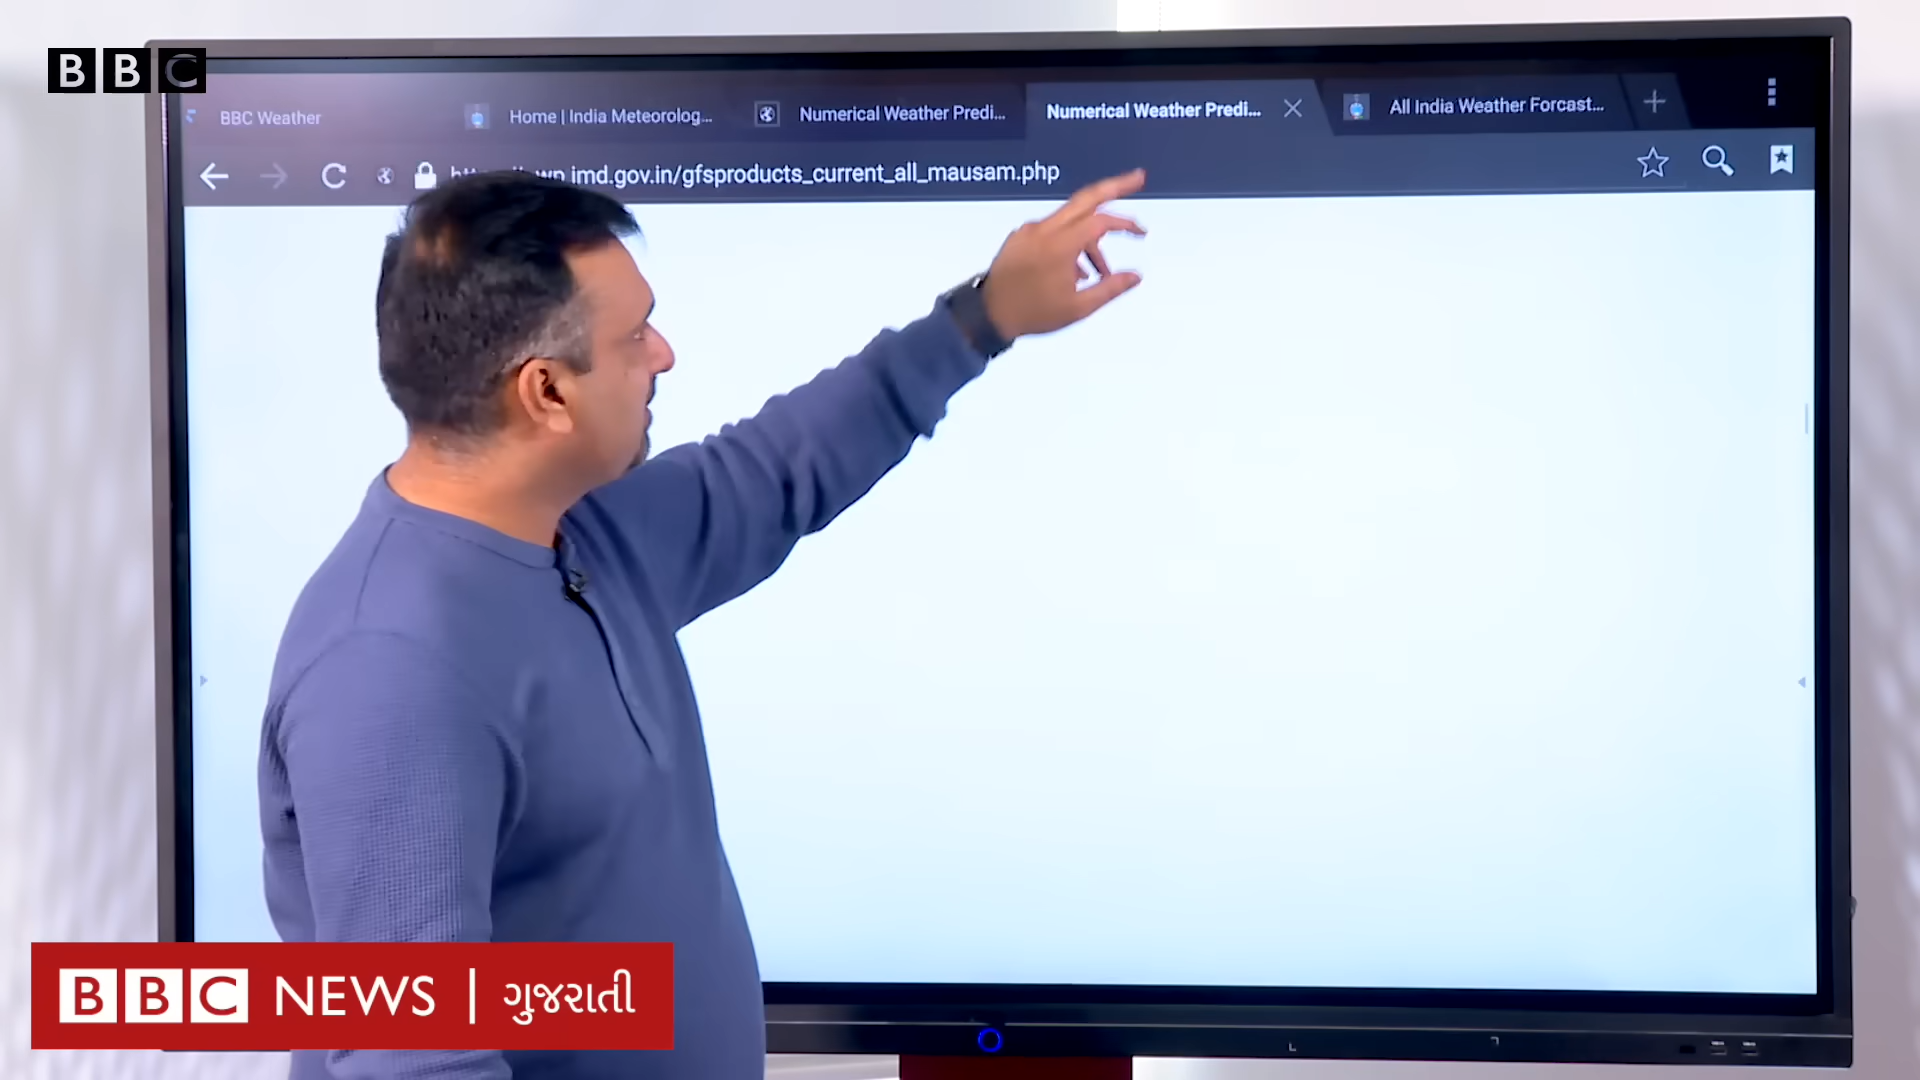 BBC
BBC Weather
Home | India Meteorolog...
Numerical Weather Predi...
Numerical Weather Predi...
All India Weather Forcast...
imd.gov.in/gfsproducts_current_all_mausam.php
BBC NEWS | ગુજરાતી